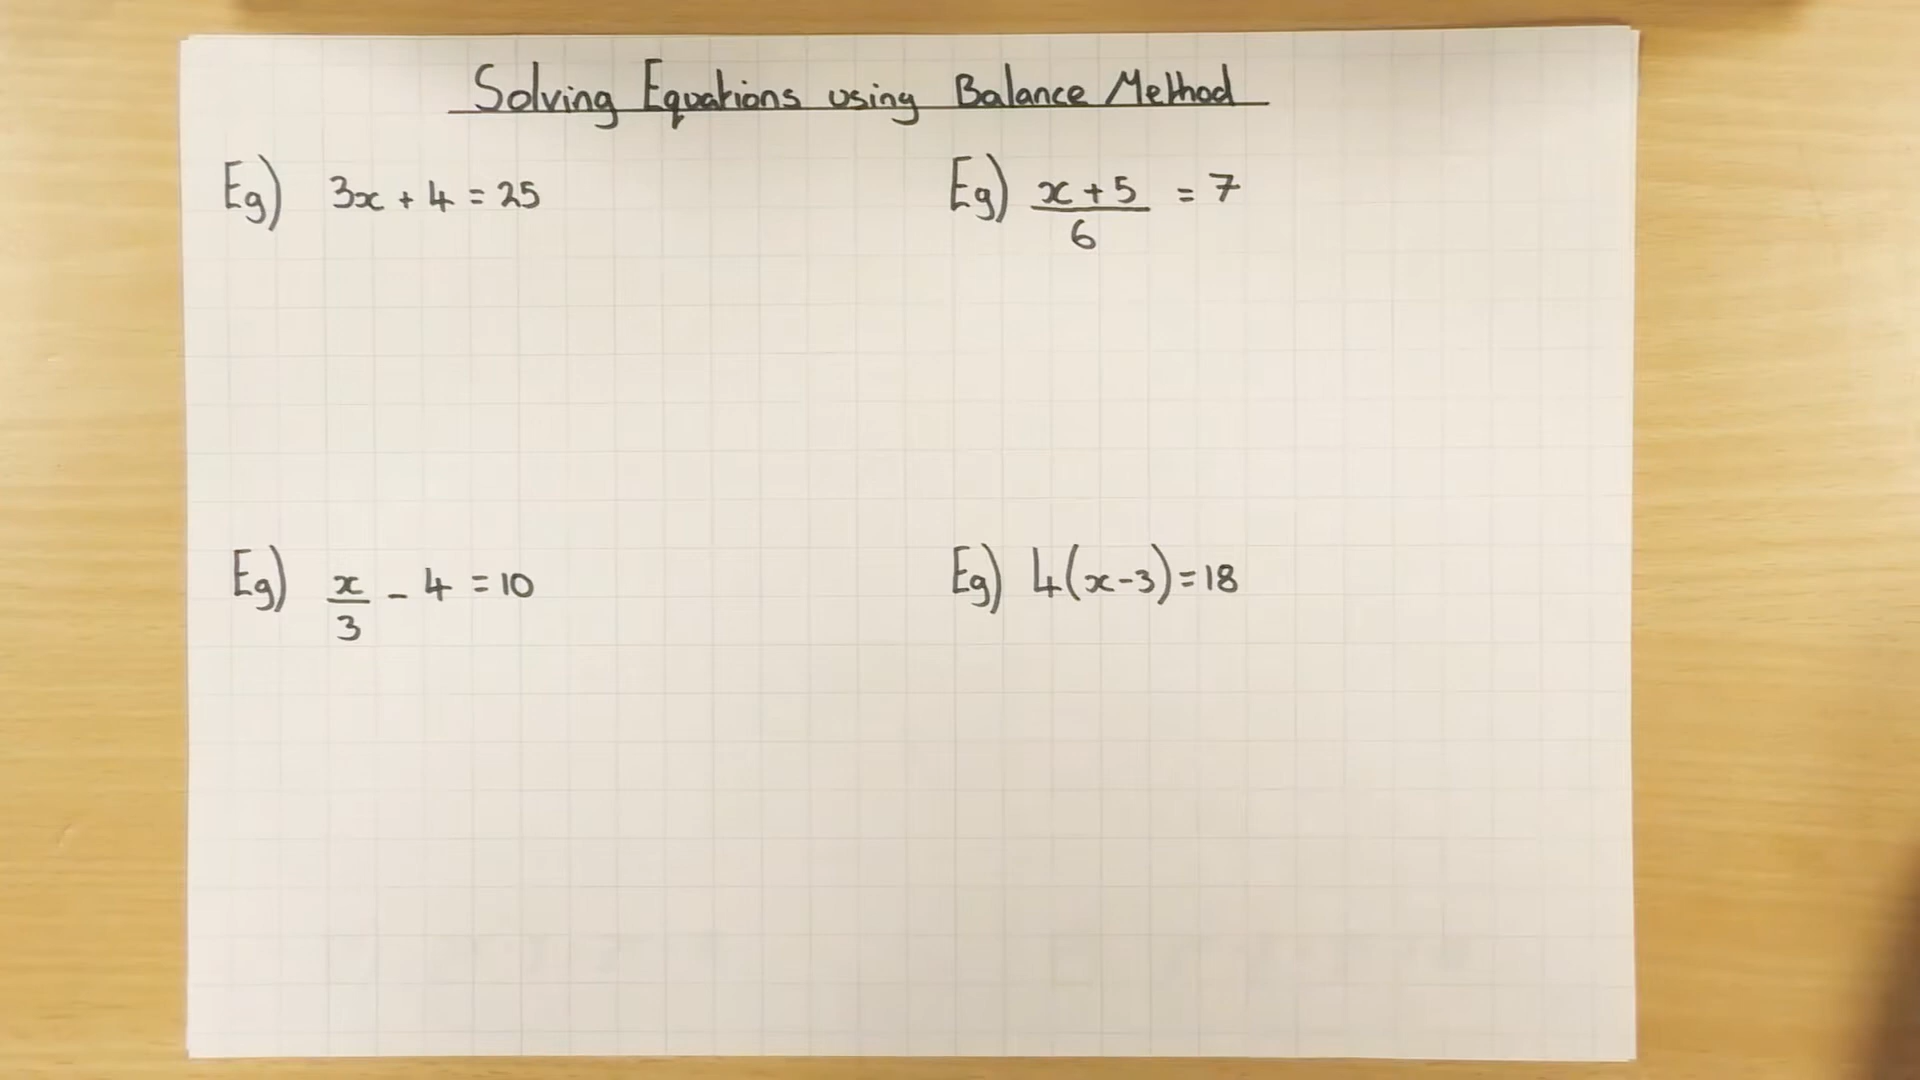 Solving Equations using Balance Method
Eg) 3x + 4 = 25
Eg) x + 5 = 7
6
Eg) x - 4 = 10
3
Eg) 4(x-3)=18